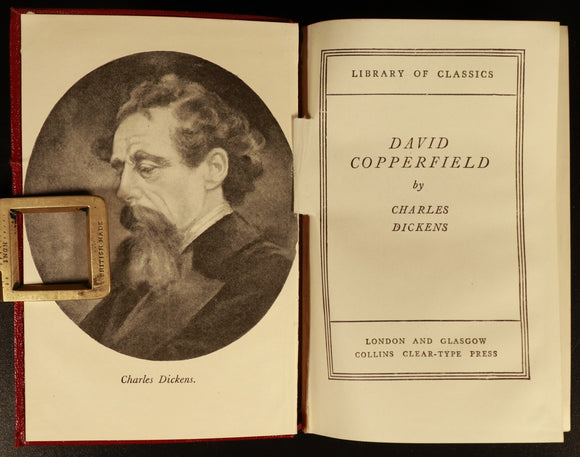 Charles Dickens.
LIBRARY OF CLASSICS
DAVID
COPPERFIELD
by
CHARLES
DICKENS
LONDON AND GLASGOW
COLLINS CLEAR-TYPE PRESS
BRITISH MADE